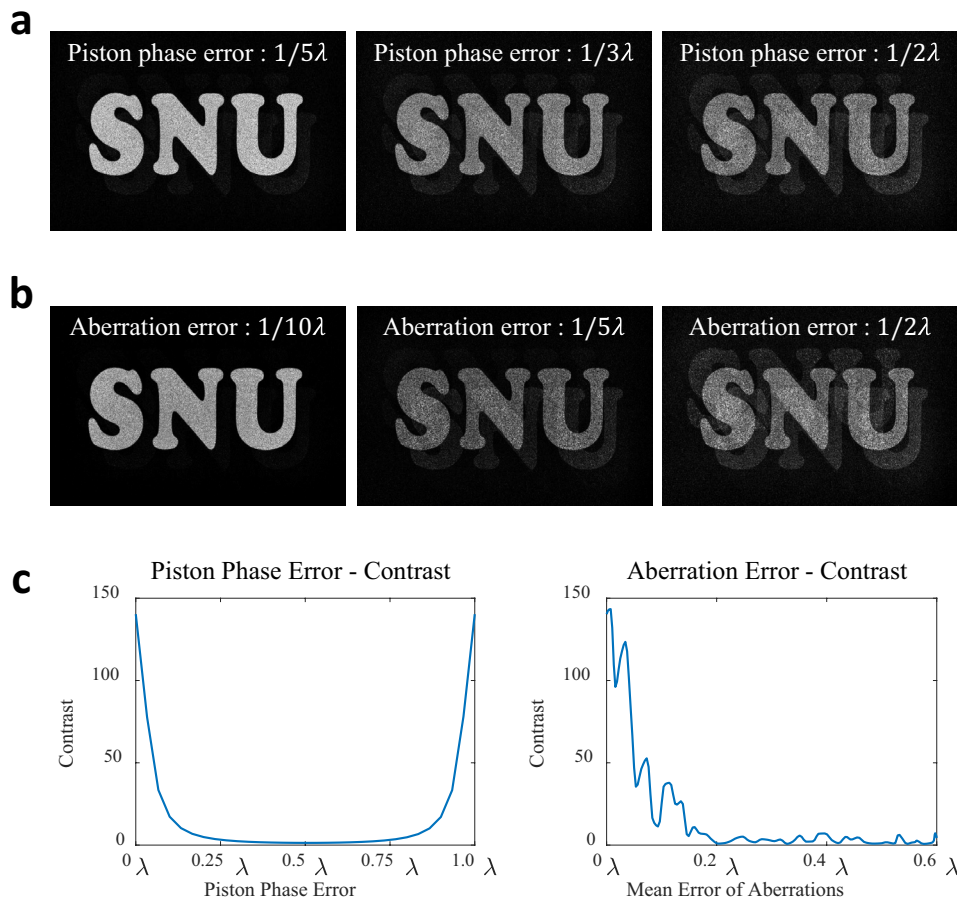 a
Piston phase error : 1/5λ
Piston phase error : 1/3λ
Piston phase error : 1/2λ
SNU
SNU
SNU
b
Aberration error : 1/10λ
Aberration error : 1/5λ
Aberration error : 1/2λ
SNU
SNU
SNU
c
Piston Phase Error - Contrast
150
100
50
0
Contrast
0 λ
0.25 λ
0.5 λ
0.75 λ
1.0 λ
Piston Phase Error
Aberration Error - Contrast
150
100
50
0
Contrast
0 λ
0.2 λ
0.4 λ
0.6 λ
Mean Error of Aberrations